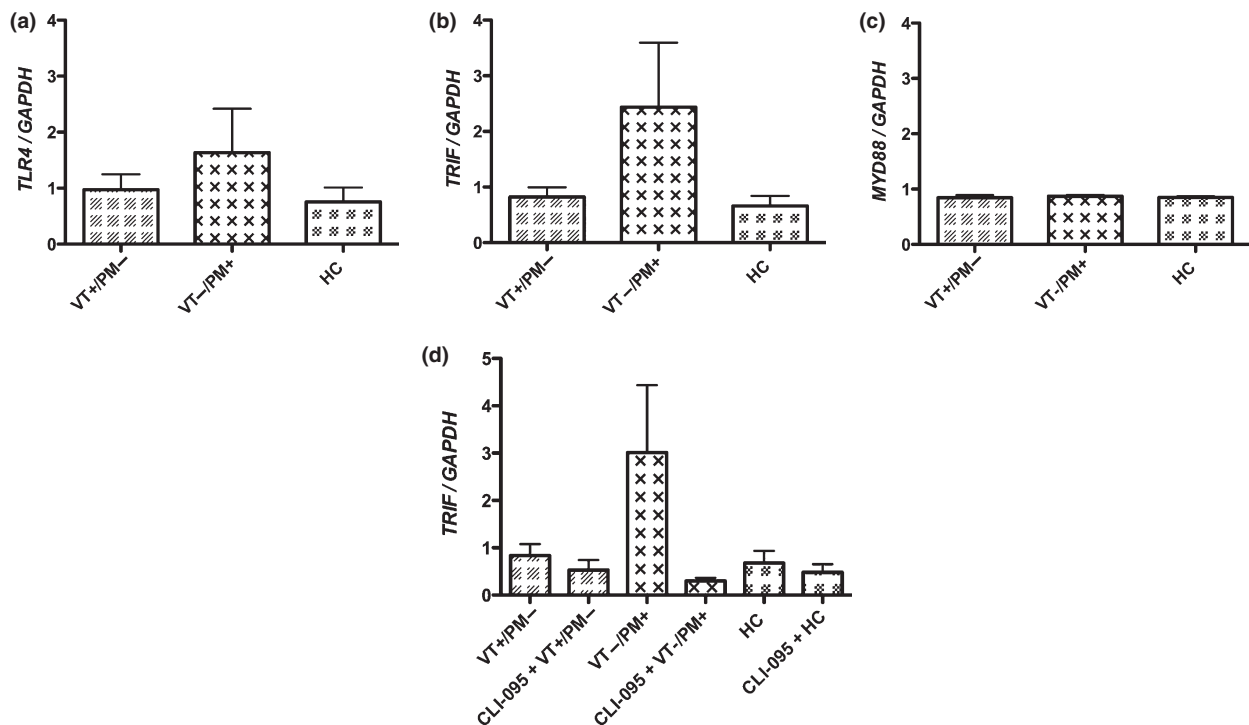 (a)
TLR4 / GAPDH
4
3
2
1
0
VT+/PM−
VT−/PM+
HC
(b)
TRIF / GAPDH
4
3
2
1
0
VT+/PM−
VT−/PM+
HC
(c)
MYD88 / GAPDH
4
3
2
1
0
VT+/PM−
VT-/PM+
HC
(d)
TRIF / GAPDH
5
4
3
2
1
0
VT+/PM−
CLI-095 + VT+/PM−
VT−/PM+
CLI-095 + VT-/PM+
HC
CLI-095 + HC